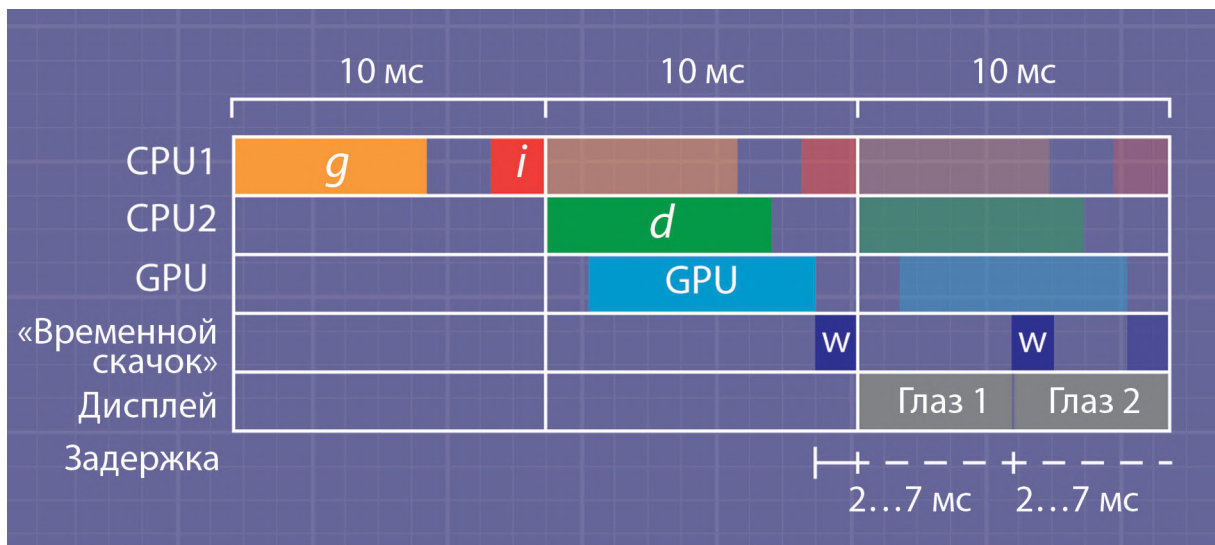 10 мс 10 мс 10 мс
CPU1 g i
CPU2 d
GPU GPU
«Временной
скачок» w w
Дисплей Глаз 1 Глаз 2
Задержка
2...7 мс 2...7 мс